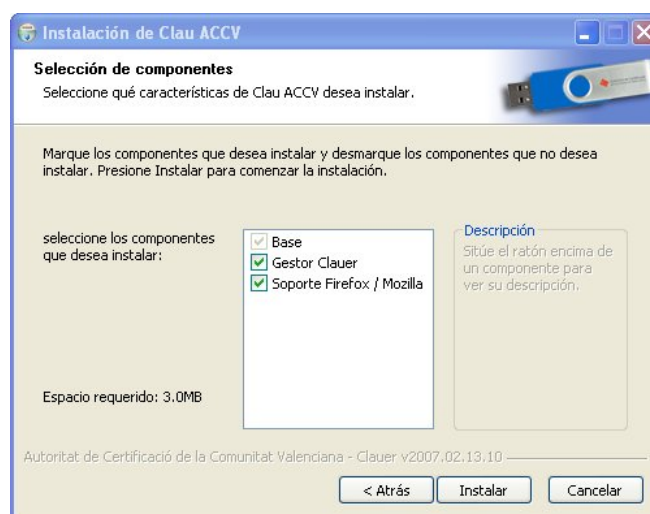 Instalación de Clau ACCV
Selección de componentes
Seleccione qué características de Clau ACCV desea instalar.
Marque los componentes que desea instalar y desmarque los componentes que no desea
instalar. Presione Instalar para comenzar la instalación.
seleccione los componentes
que desea instalar:
Base
Gestor Clauer
Soporte Firefox / Mozilla
Descripción
Sitúe el ratón encima de
un componente para
ver su descripción.
Espacio requerido: 3.0MB
Autoritat de Certificació de la Comunitat Valenciana - Clauer v2007.02.13.10
< Atrás
Instalar
Cancelar